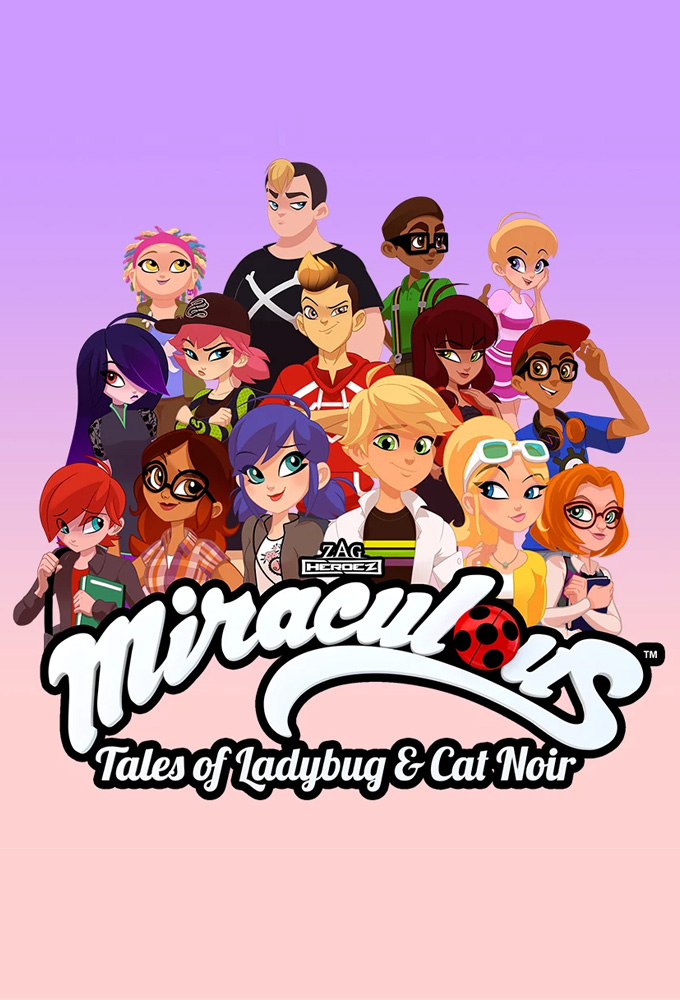 ZAG
HEROEZ
Miraculous
TM
Tales of Ladybug & Cat Noir